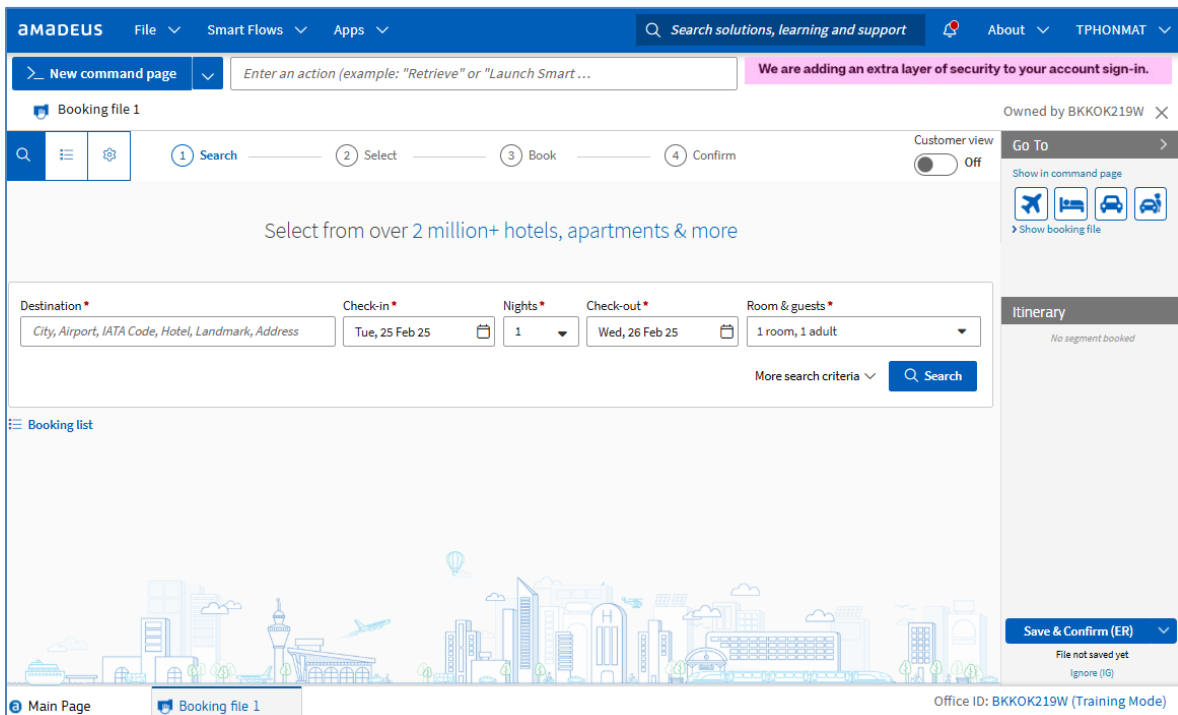 amadeus File Smart Flows Apps Search solutions, learning and support About TPHONMAT
>_ New command page Enter an action (example: "Retrieve" or "Launch Smart ... We are adding an extra layer of security to your account sign-in.
Booking file 1 Owned by BKKOK219W
1 Search 2 Select 3 Book 4 Confirm Customer view Off
Go To
Show in command page
Show booking file
Select from over 2 million+ hotels, apartments & more
Destination * Check-in * Nights * Check-out * Room & guests *
City, Airport, IATA Code, Hotel, Landmark, Address Tue, 25 Feb 25 1 Wed, 26 Feb 25 1 room, 1 adult
More search criteria Search
Itinerary
No segment booked
Booking list
H
Save & Confirm (ER)
File not saved yet
Ignore (IG)
a Main Page Booking file 1 Office ID: BKKOK219W (Training Mode)